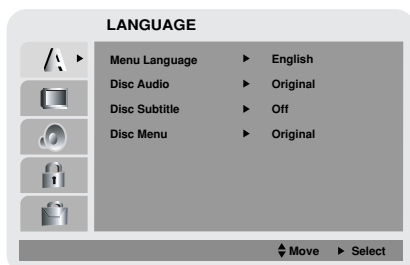 LANGUAGE
Menu Language ► English
Disc Audio ► Original
Disc Subtitle ► Off
Disc Menu ► Original
Move ► Select